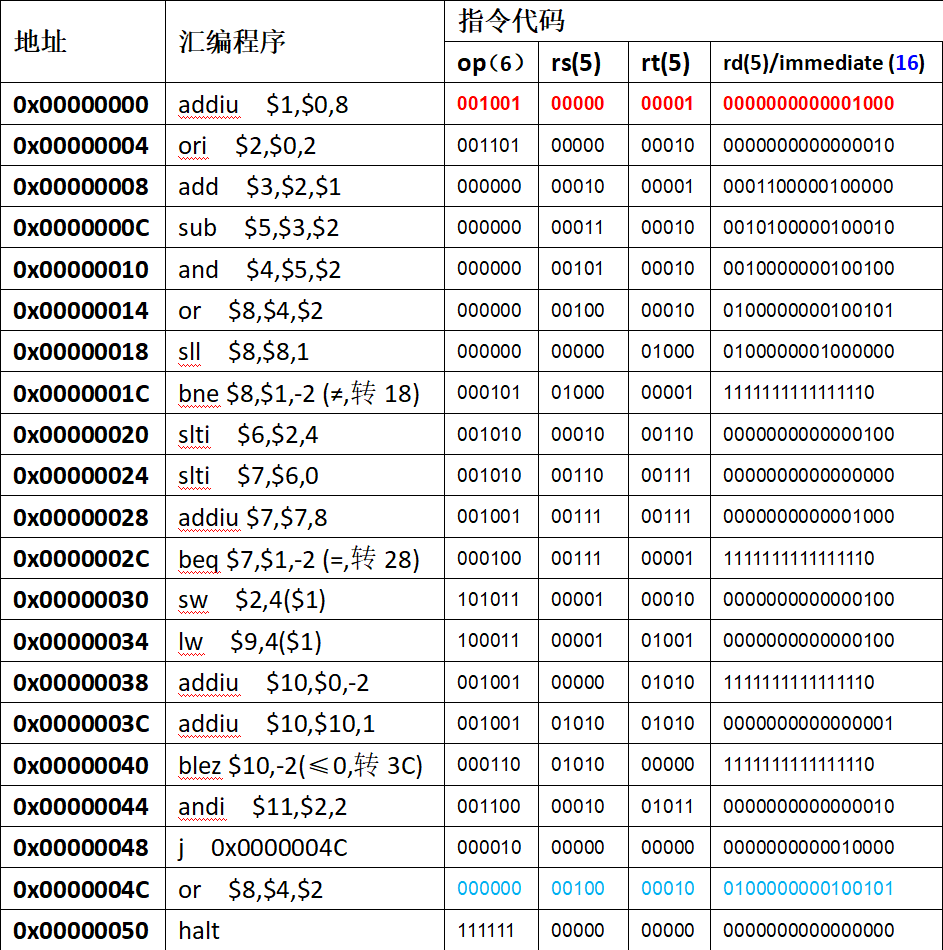 地址 汇编程序 指令代码
op（6） rs(5) rt(5) rd(5)/immediate (16)
0x00000000 addiu $1,$0,8 001001 00000 00001 0000000000001000
0x00000004 ori $2,$0,2 001101 00000 00010 0000000000000010
0x00000008 add $3,$2,$1 000000 00010 00001 0001100000100000
0x0000000C sub $5,$3,$2 000000 00011 00010 0010100000100010
0x00000010 and $4,$5,$2 000000 00101 00010 0010000000100100
0x00000014 or $8,$4,$2 000000 00100 00010 0100000000100101
0x00000018 sll $8,$8,1 000000 00000 01000 0100000001000000
0x0000001C bne $8,$1,-2 (≠,转 18) 000101 01000 00001 1111111111111110
0x00000020 slti $6,$2,4 001010 00010 00110 0000000000000100
0x00000024 slti $7,$6,0 001010 00110 00111 0000000000000000
0x00000028 addiu $7,$7,8 001001 00111 00111 0000000000001000
0x0000002C beq $7,$1,-2 (=,转 28) 000100 00111 00001 1111111111111110
0x00000030 sw $2,4($1) 101011 00001 00010 0000000000000100
0x00000034 lw $9,4($1) 100011 00001 01001 0000000000000100
0x00000038 addiu $10,$0,-2 001001 00000 01010 1111111111111110
0x0000003C addiu $10,$10,1 001001 01010 01010 0000000000000001
0x00000040 blez $10,-2(≤0,转 3C) 000110 01010 00000 1111111111111110
0x00000044 andi $11,$2,2 001100 00010 01011 0000000000000010
0x00000048 j 0x0000004C 000010 00000 00000 0000000000010000
0x0000004C or $8,$4,$2 000000 00100 00010 0100000000100101
0x00000050 halt 111111 00000 00000 0000000000000000